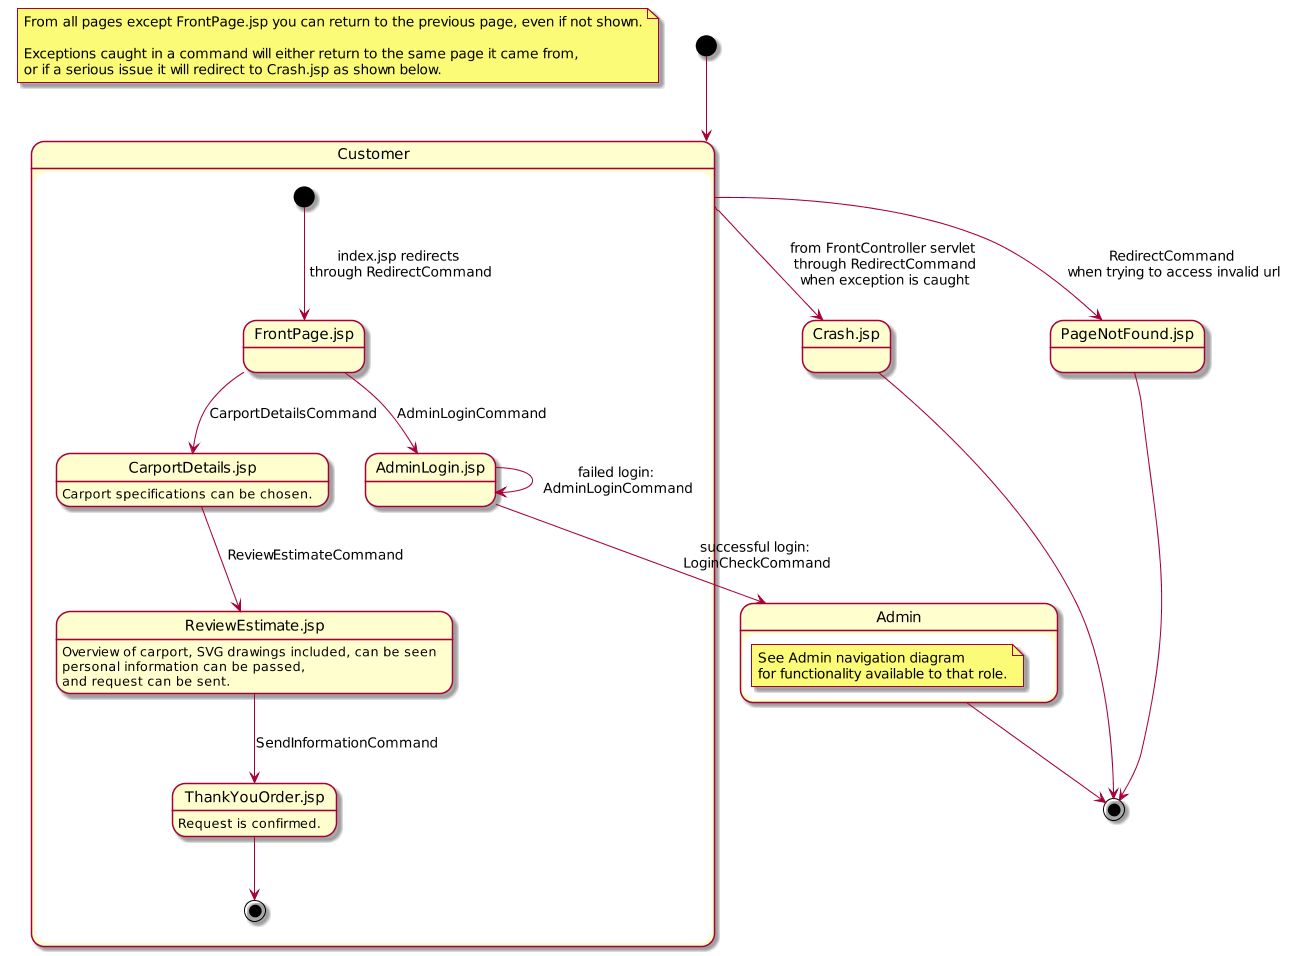 From all pages except FrontPage.jsp you can return to the previous page, even if not shown.
Exceptions caught in a command will either return to the same page it came from,
or if a serious issue it will redirect to Crash.jsp as shown below.
Customer
index.jsp redirects
through RedirectCommand
from FrontController servlet
through RedirectCommand
when exception is caught
RedirectCommand
when trying to access invalid url
FrontPage.jsp
Crash.jsp
PageNotFound.jsp
CarportDetailsCommand
AdminLoginCommand
CarportDetails.jsp
Carport specifications can be chosen.
AdminLogin.jsp
failed login:
AdminLoginCommand
ReviewEstimateCommand
successful login:
LoginCheckCommand
ReviewEstimate.jsp
Overview of carport, SVG drawings included, can be seen
personal information can be passed,
and request can be sent.
Admin
See Admin navigation diagram
for functionality available to that role.
SendInformationCommand
ThankYouOrder.jsp
Request is confirmed.